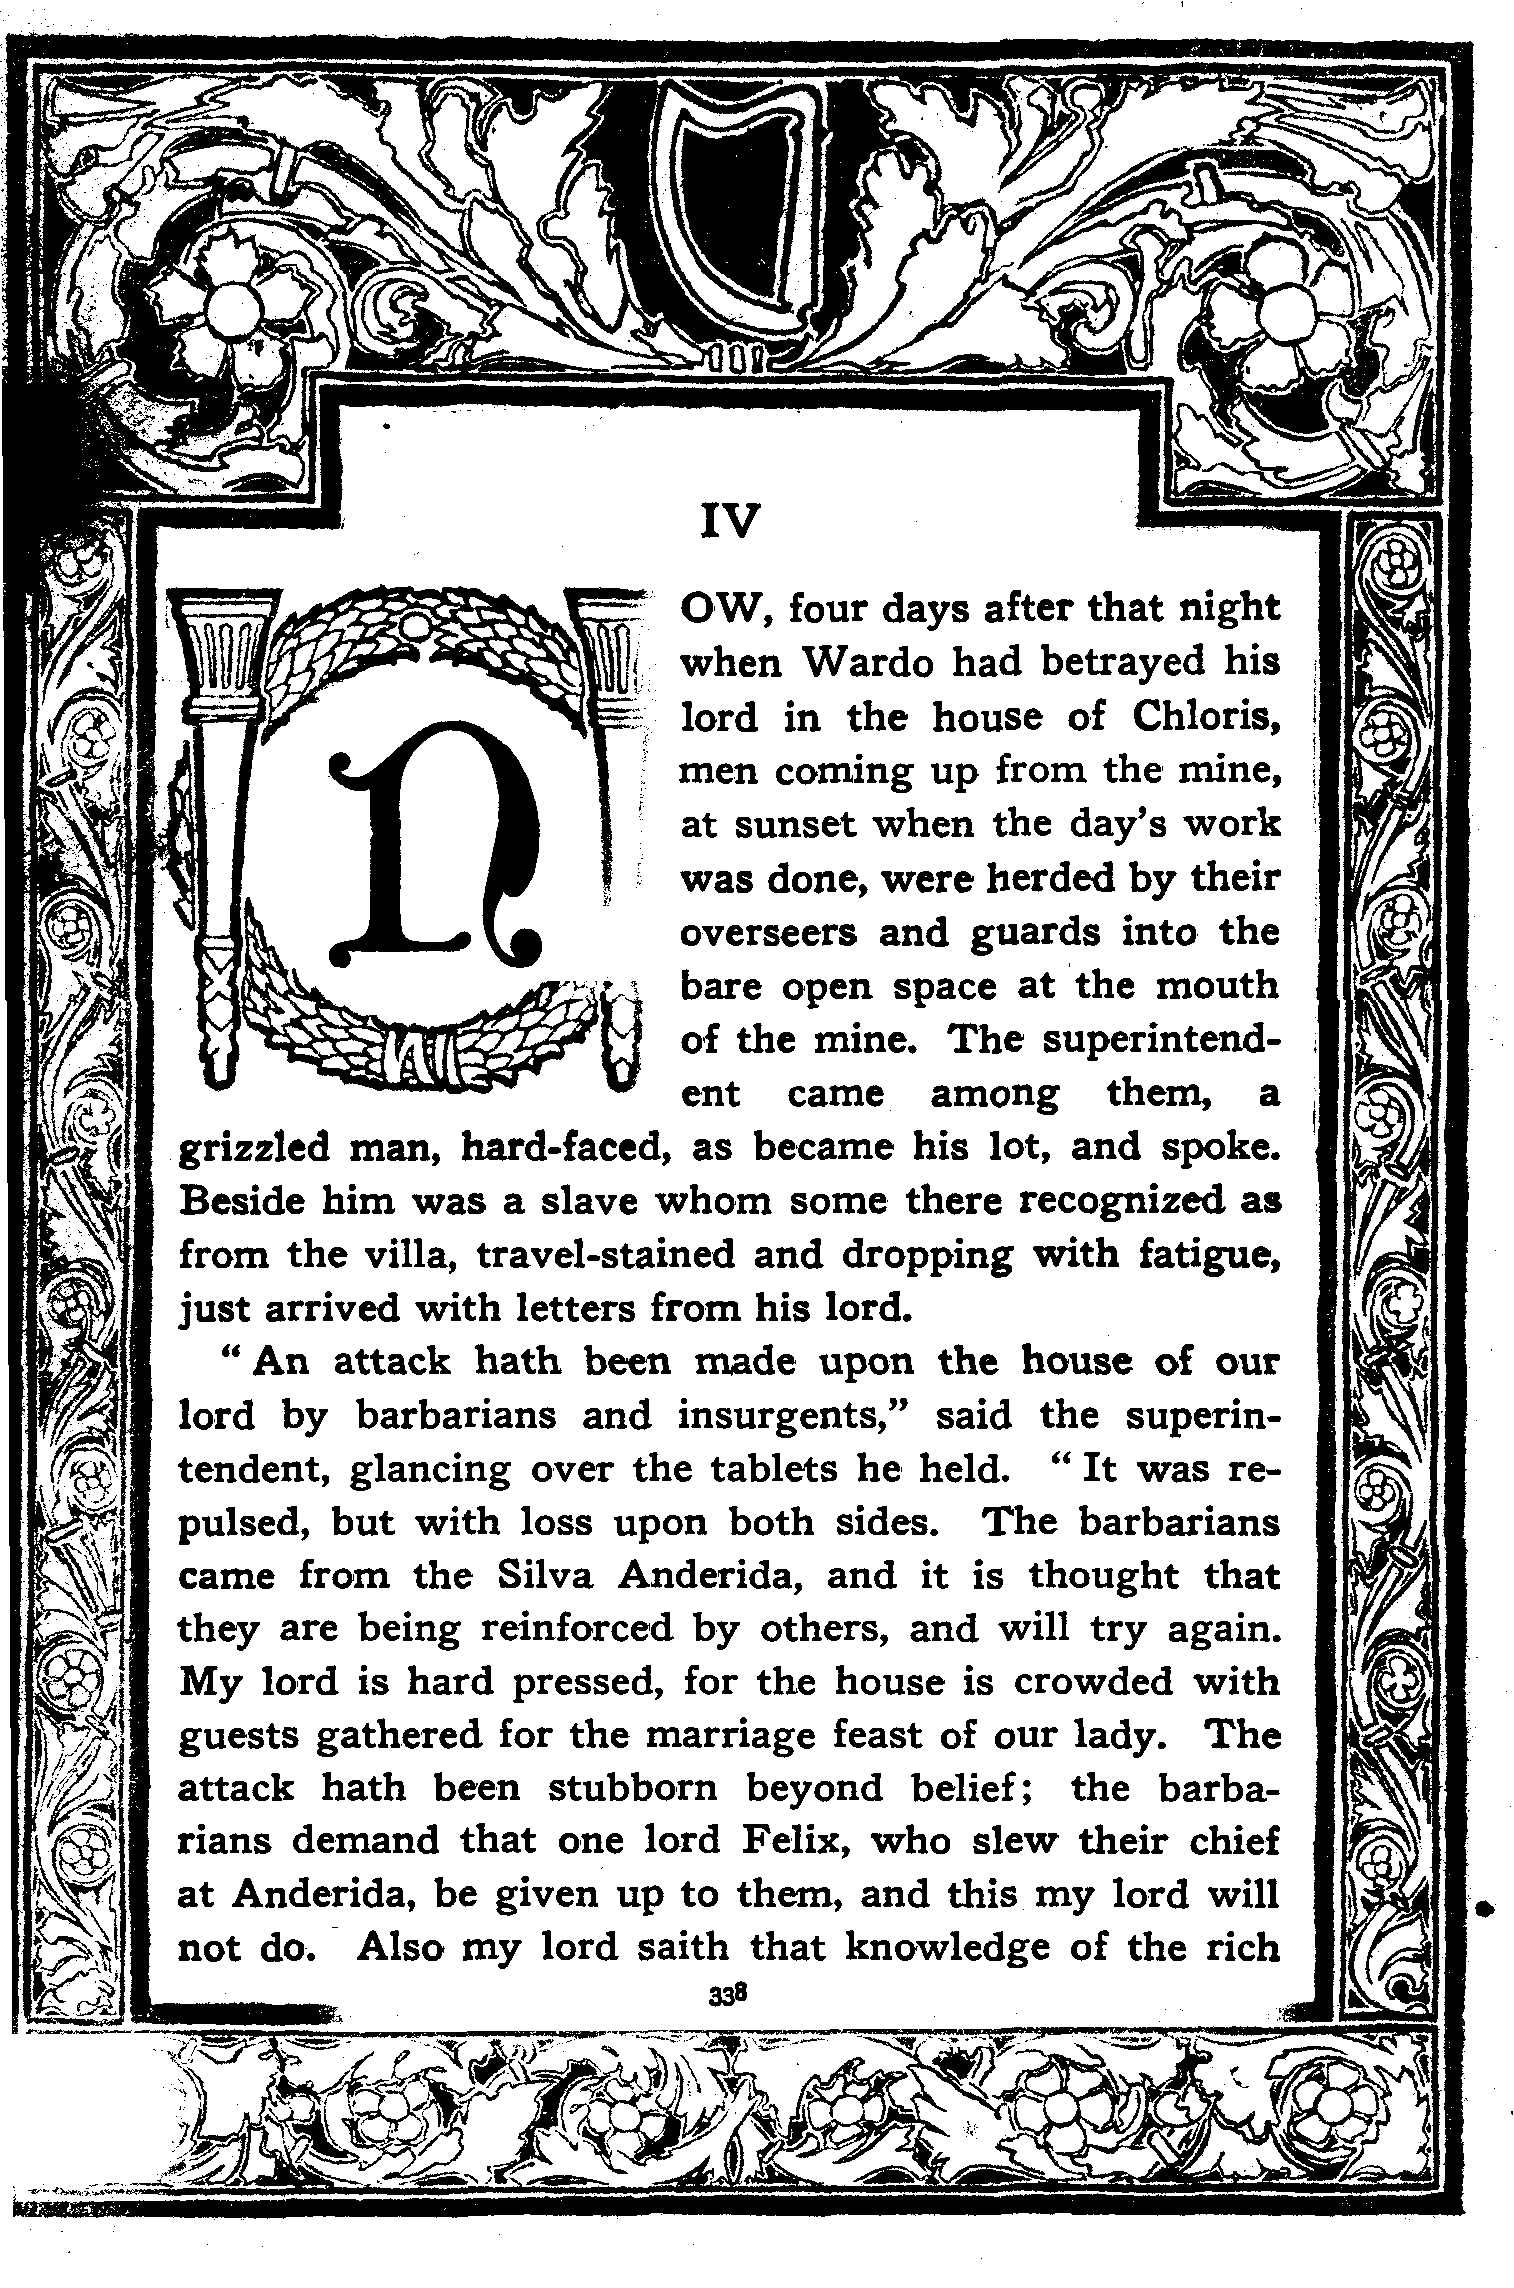 IV
NOW, four days after that night
when Wardo had betrayed his
lord in the house of Chloris,
men coming up from the mine,
at sunset when the day's work
was done, were herded by their
overseers and guards into the
bare open space at the mouth
of the mine. The superintend-
ent came among them, a
grizzled man, hard-faced, as became his lot, and spoke.
Beside him was a slave whom some there recognized as
from the villa, travel-stained and dropping with fatigue,
just arrived with letters from his lord.
"An attack hath been made upon the house of our
lord by barbarians and insurgents," said the superin-
tendent, glancing over the tablets he held. "It was re-
pulsed, but with loss upon both sides. The barbarians
came from the Silva Anderida, and it is thought that
they are being reinforced by others, and will try again.
My lord is hard pressed, for the house is crowded with
guests gathered for the marriage feast of our lady. The
attack hath been stubborn beyond belief; the barba-
rians demand that one lord Felix, who slew their chief
at Anderida, be given up to them, and this my lord will
not do. Also my lord saith that knowledge of the rich
338